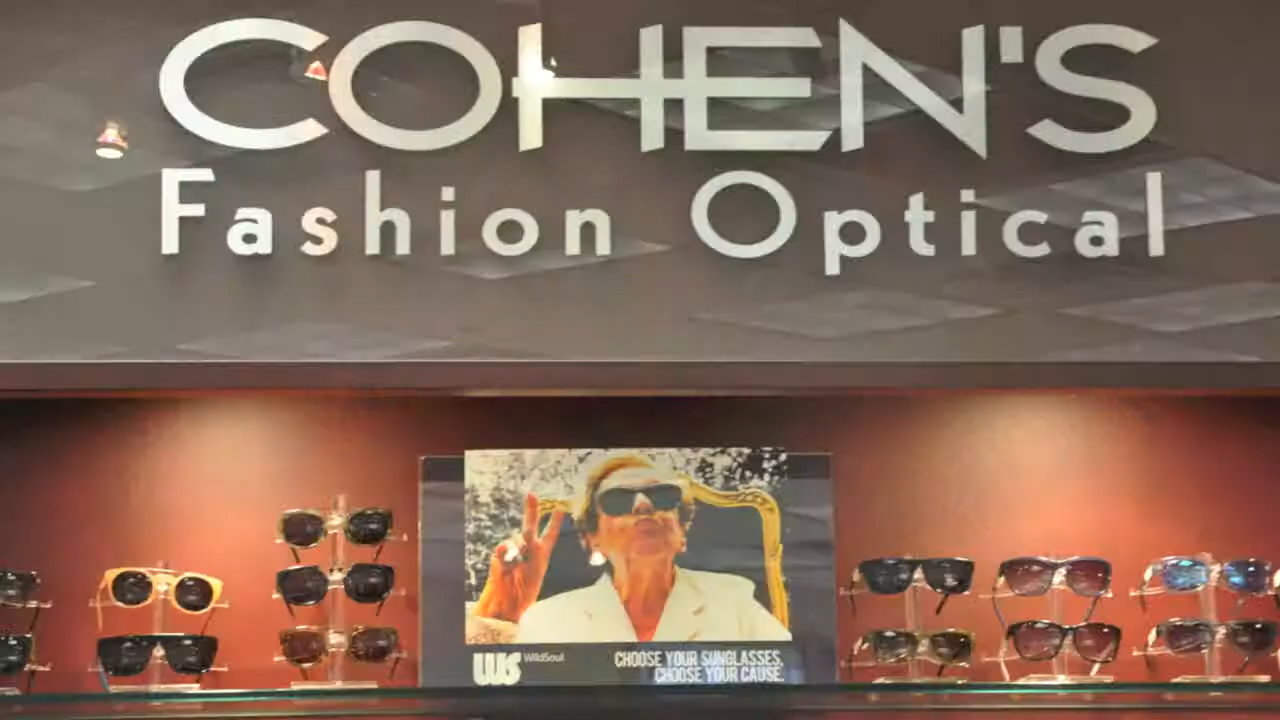 COHEN'S
Fashion Optical
WS WildSoul
CHOOSE YOUR SUNGLASSES.
CHOOSE YOUR CAUSE.